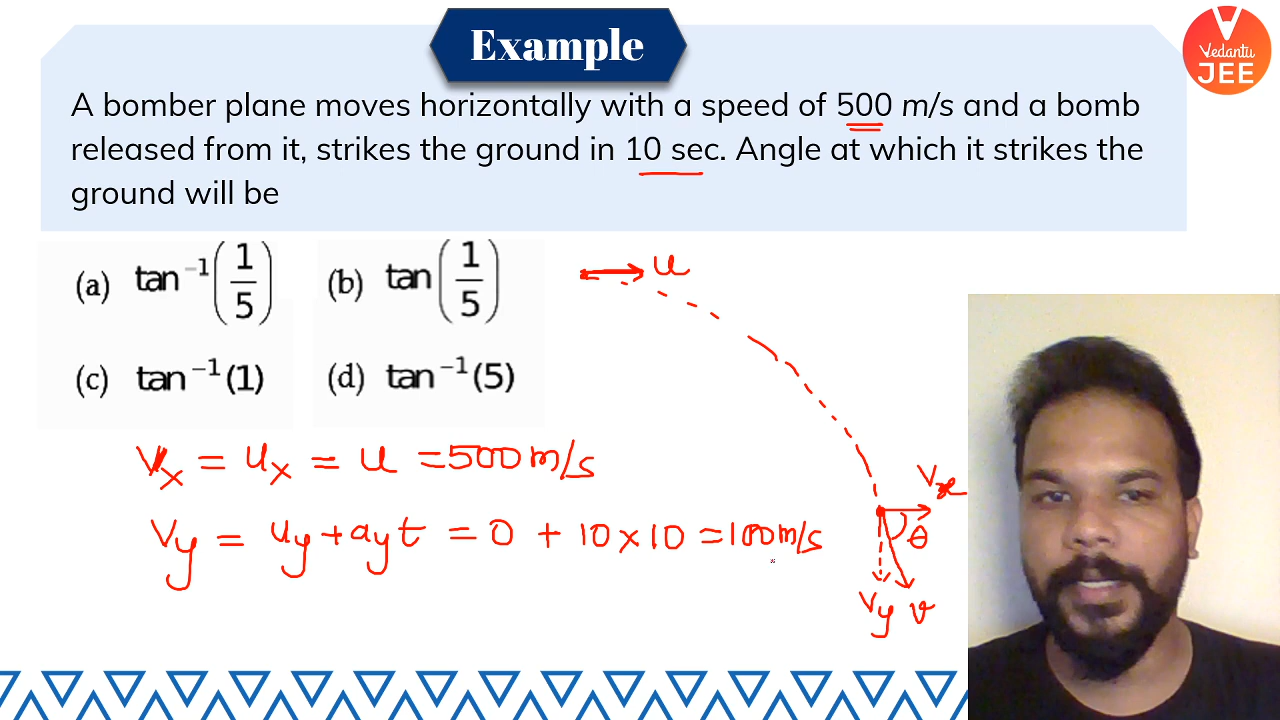 Example
Vedantu
JEE
A bomber plane moves horizontally with a speed of 500 m/s and a bomb
released from it, strikes the ground in 10 sec. Angle at which it strikes the
ground will be
(a) tan⁻¹(1/5) (b) tan(1/5)
(c) tan⁻¹(1) (d) tan⁻¹(5)
u
Vx = ux = u = 500 m/s
Vy = uy + ay t = 0 + 10 × 10 = 100 m/s
Vx
θ
Vy v